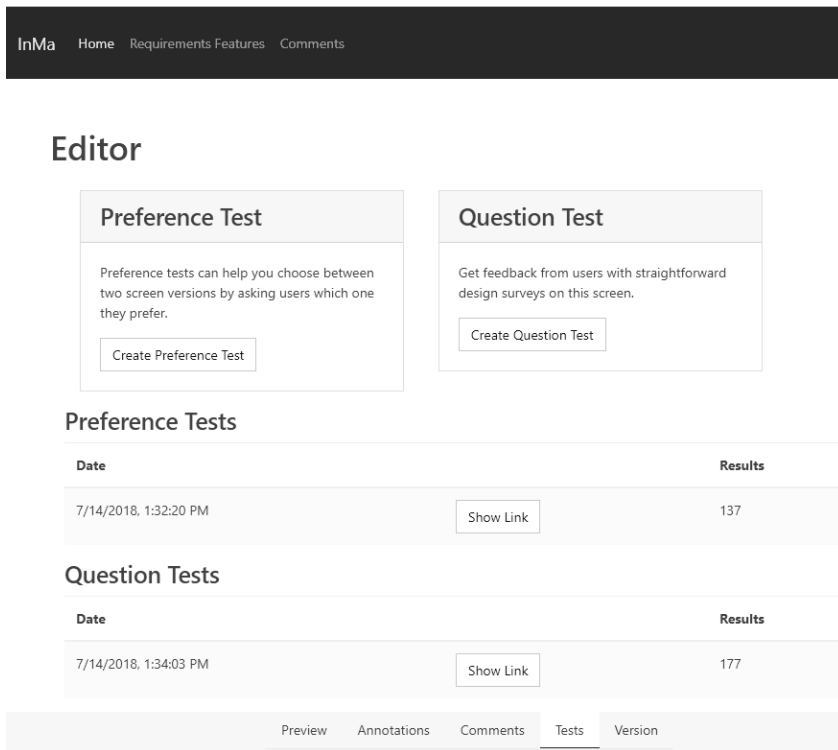 InMa Home Requirements Features Comments
Editor
Preference Test
Preference tests can help you choose between
two screen versions by asking users which one
they prefer.
Create Preference Test
Question Test
Get feedback from users with straightforward
design surveys on this screen.
Create Question Test
Preference Tests
Date Results
7/14/2018, 1:32:20 PM Show Link 137
Question Tests
Date Results
7/14/2018, 1:34:03 PM Show Link 177
Preview Annotations Comments Tests Version